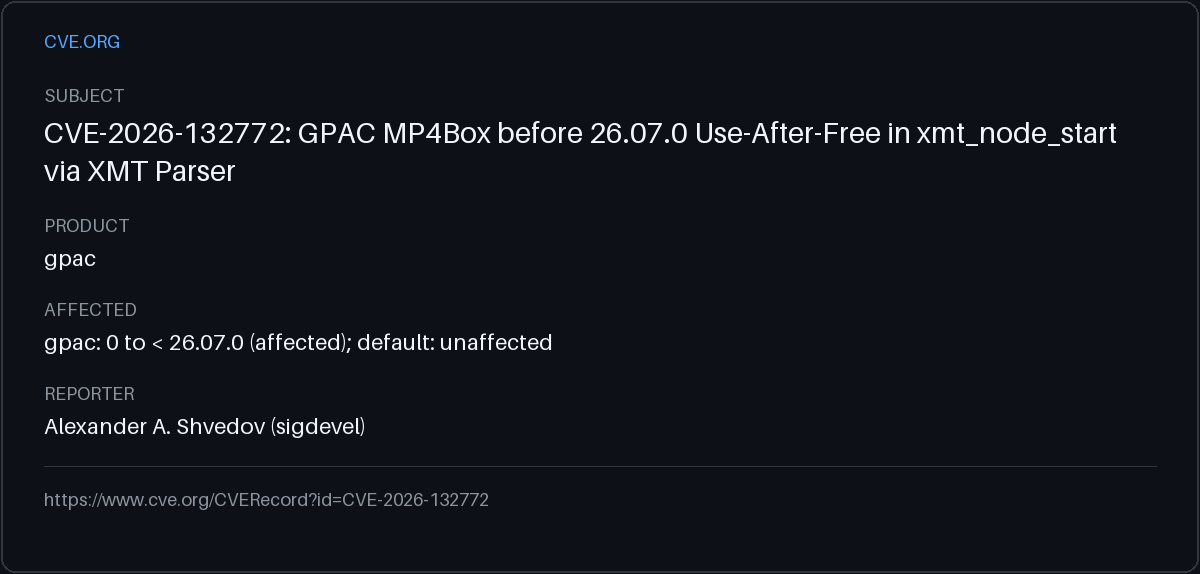 CVE.ORG
SUBJECT
CVE-2026-132772: GPAC MP4Box before 26.07.0 Use-After-Free in xmt_node_start
via XMT Parser
PRODUCT
gpac
AFFECTED
gpac: 0 to < 26.07.0 (affected); default: unaffected
REPORTER
Alexander A. Shvedov (sigdevel)
https://www.cve.org/CVERecord?id=CVE-2026-132772